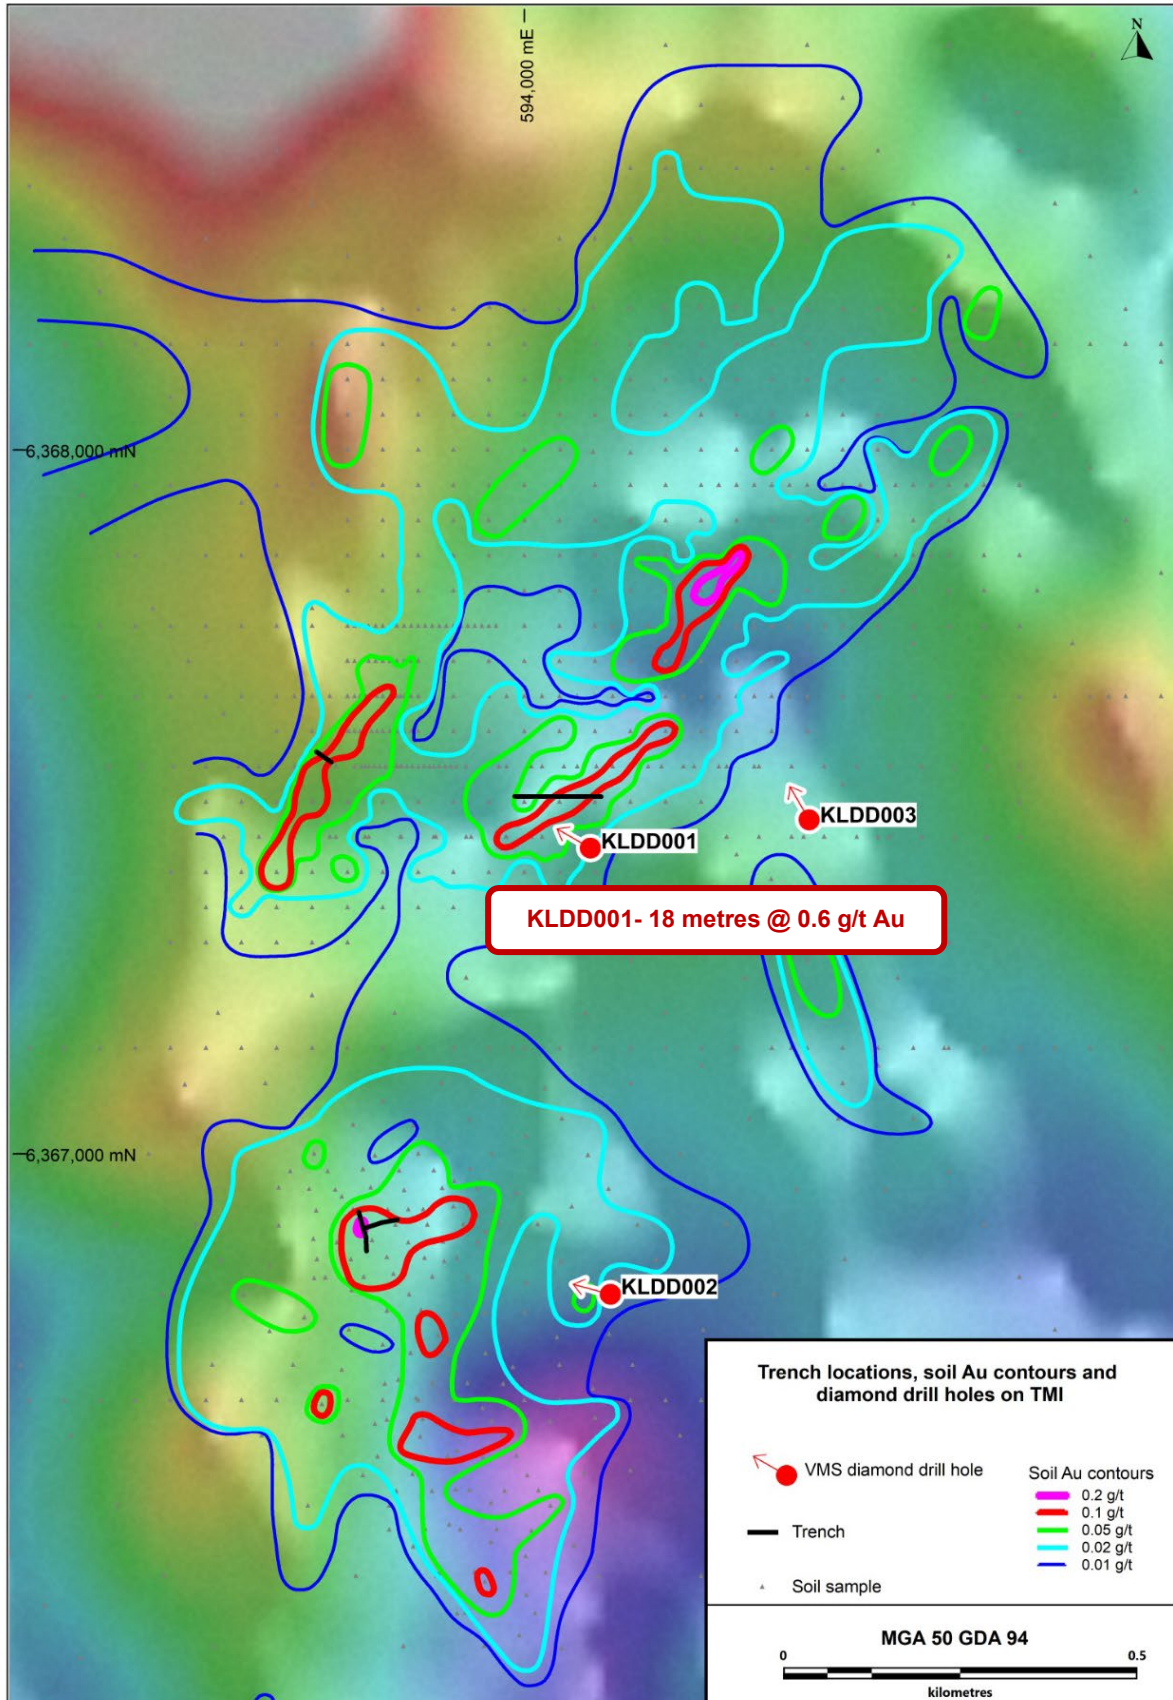 594,000 mE
N
6,368,000 mN
KLDD003
KLDD001
KLDD001- 18 metres @ 0.6 g/t Au
6,367,000 mN
KLDD002
Trench locations, soil Au contours and
diamond drill holes on TMI
VMS diamond drill hole
Trench
Soil sample
Soil Au contours
0.2 g/t
0.1 g/t
0.05 g/t
0.02 g/t
0.01 g/t
MGA 50 GDA 94
0 0.5
kilometres